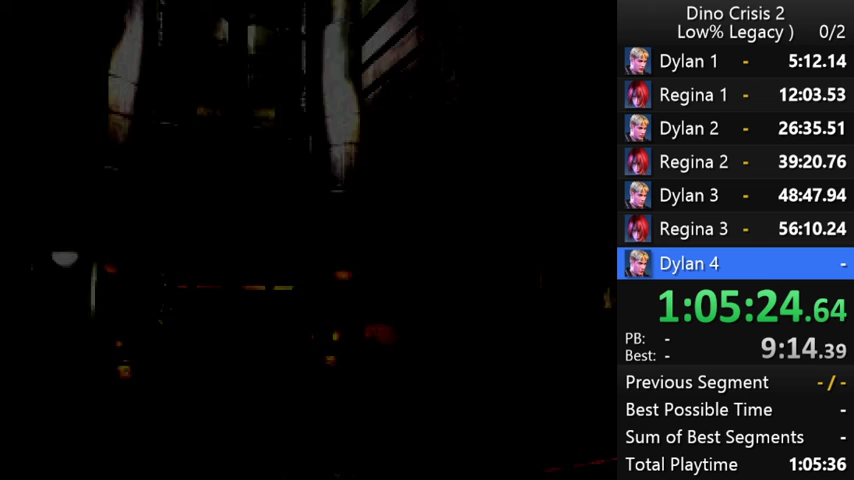 Dino Crisis 2
Low% Legacy ) 0/2
Dylan 1 - 5:12.14
Regina 1 - 12:03.53
Dylan 2 - 26:35.51
Regina 2 - 39:20.76
Dylan 3 - 48:47.94
Regina 3 - 56:10.24
Dylan 4 -
1:05:24.64
PB: -
Best: - 9:14.39
Previous Segment - / -
Best Possible Time -
Sum of Best Segments -
Total Playtime 1:05:36